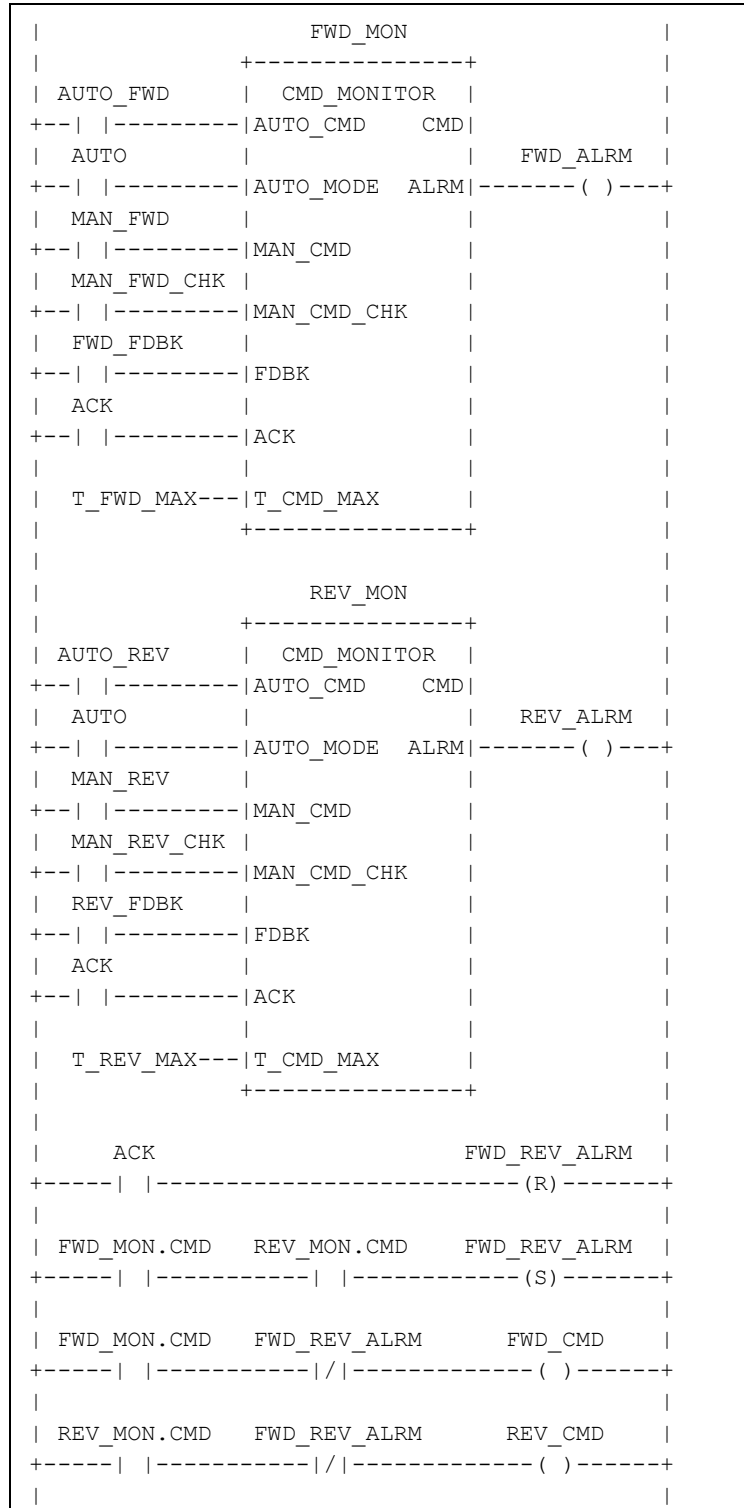 |                           FWD_MON                          |
|                    +---------------+                   |
| AUTO_FWD      |  CMD_MONITOR  |                   |
+--| |---------|AUTO_CMD    CMD|                   |
|  AUTO         |               |   FWD_ALRM  |
+--| |---------|AUTO_MODE  ALRM|-------( )---+
|  MAN_FWD      |               |             |
+--| |---------|MAN_CMD        |             |
|  MAN_FWD_CHK |               |             |
+--| |---------|MAN_CMD_CHK    |             |
|  FWD_FDBK     |               |             |
+--| |---------|FDBK           |             |
|  ACK          |               |             |
+--| |---------|ACK            |             |
|              |               |             |
|  T_FWD_MAX---|T_CMD_MAX      |             |
|              +---------------+             |
|                                            |
|                  REV_MON                   |
|              +---------------+             |
| AUTO_REV     |  CMD_MONITOR  |             |
+--| |---------|AUTO_CMD    CMD|             |
|  AUTO        |               |   REV_ALRM  |
+--| |---------|AUTO_MODE  ALRM|-------( )---+
|  MAN_REV     |               |             |
+--| |---------|MAN_CMD        |             |
|  MAN_REV_CHK |               |             |
+--| |---------|MAN_CMD_CHK    |             |
|  REV_FDBK    |               |             |
+--| |---------|FDBK           |             |
|  ACK         |               |             |
+--| |---------|ACK            |             |
|              |               |             |
|  T_REV_MAX---|T_CMD_MAX      |             |
|              +---------------+             |
|                                            |
|     ACK                     FWD_REV_ALRM   |
+-----| |-------------------------(R)-------+
|                                            |
| FWD_MON.CMD   REV_MON.CMD   FWD_REV_ALRM   |
+-----| |-----------| |------------(S)-------+
|                                            |
| FWD_MON.CMD   FWD_REV_ALRM     FWD_CMD     |
+-----| |-----------|/|-------------( )------+
|                                            |
| REV_MON.CMD   FWD_REV_ALRM     REV_CMD     |
+-----| |-----------|/|-------------( )------+
|                                            |